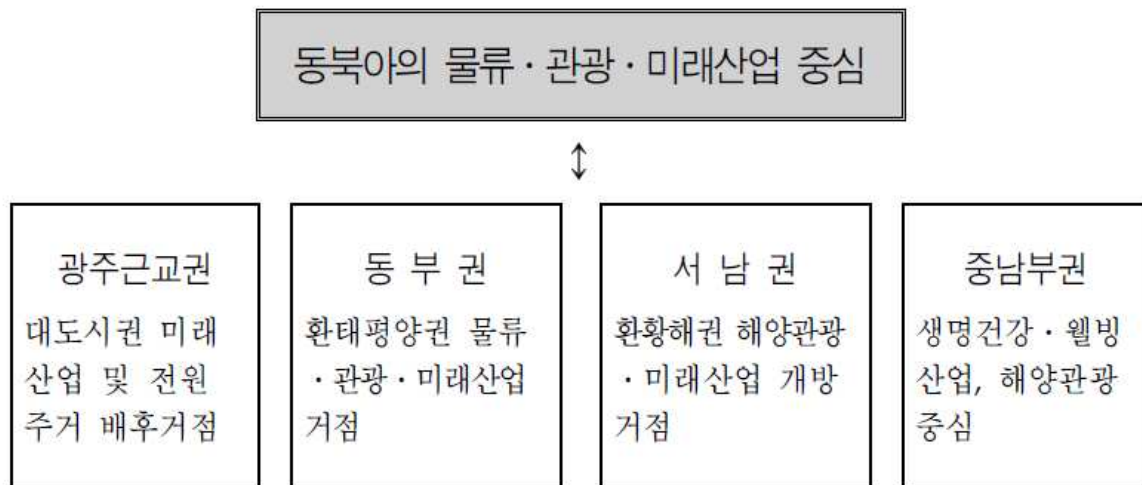 동북아의 물류 · 관광 · 미래산업 중심
↕
광주근교권
대도시권 미래
산업 및 전원
주거 배후거점
동 부 권
환태평양권 물류
· 관광 · 미래산업
거점
서 남 권
환황해권 해양관광
· 미래산업 개방
거점
중남부권
생명건강 · 웰빙
산업, 해양관광
중심